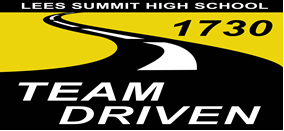 LEES SUMMIT HIGH SCHOOL
1730
TEAM
DRIVEN